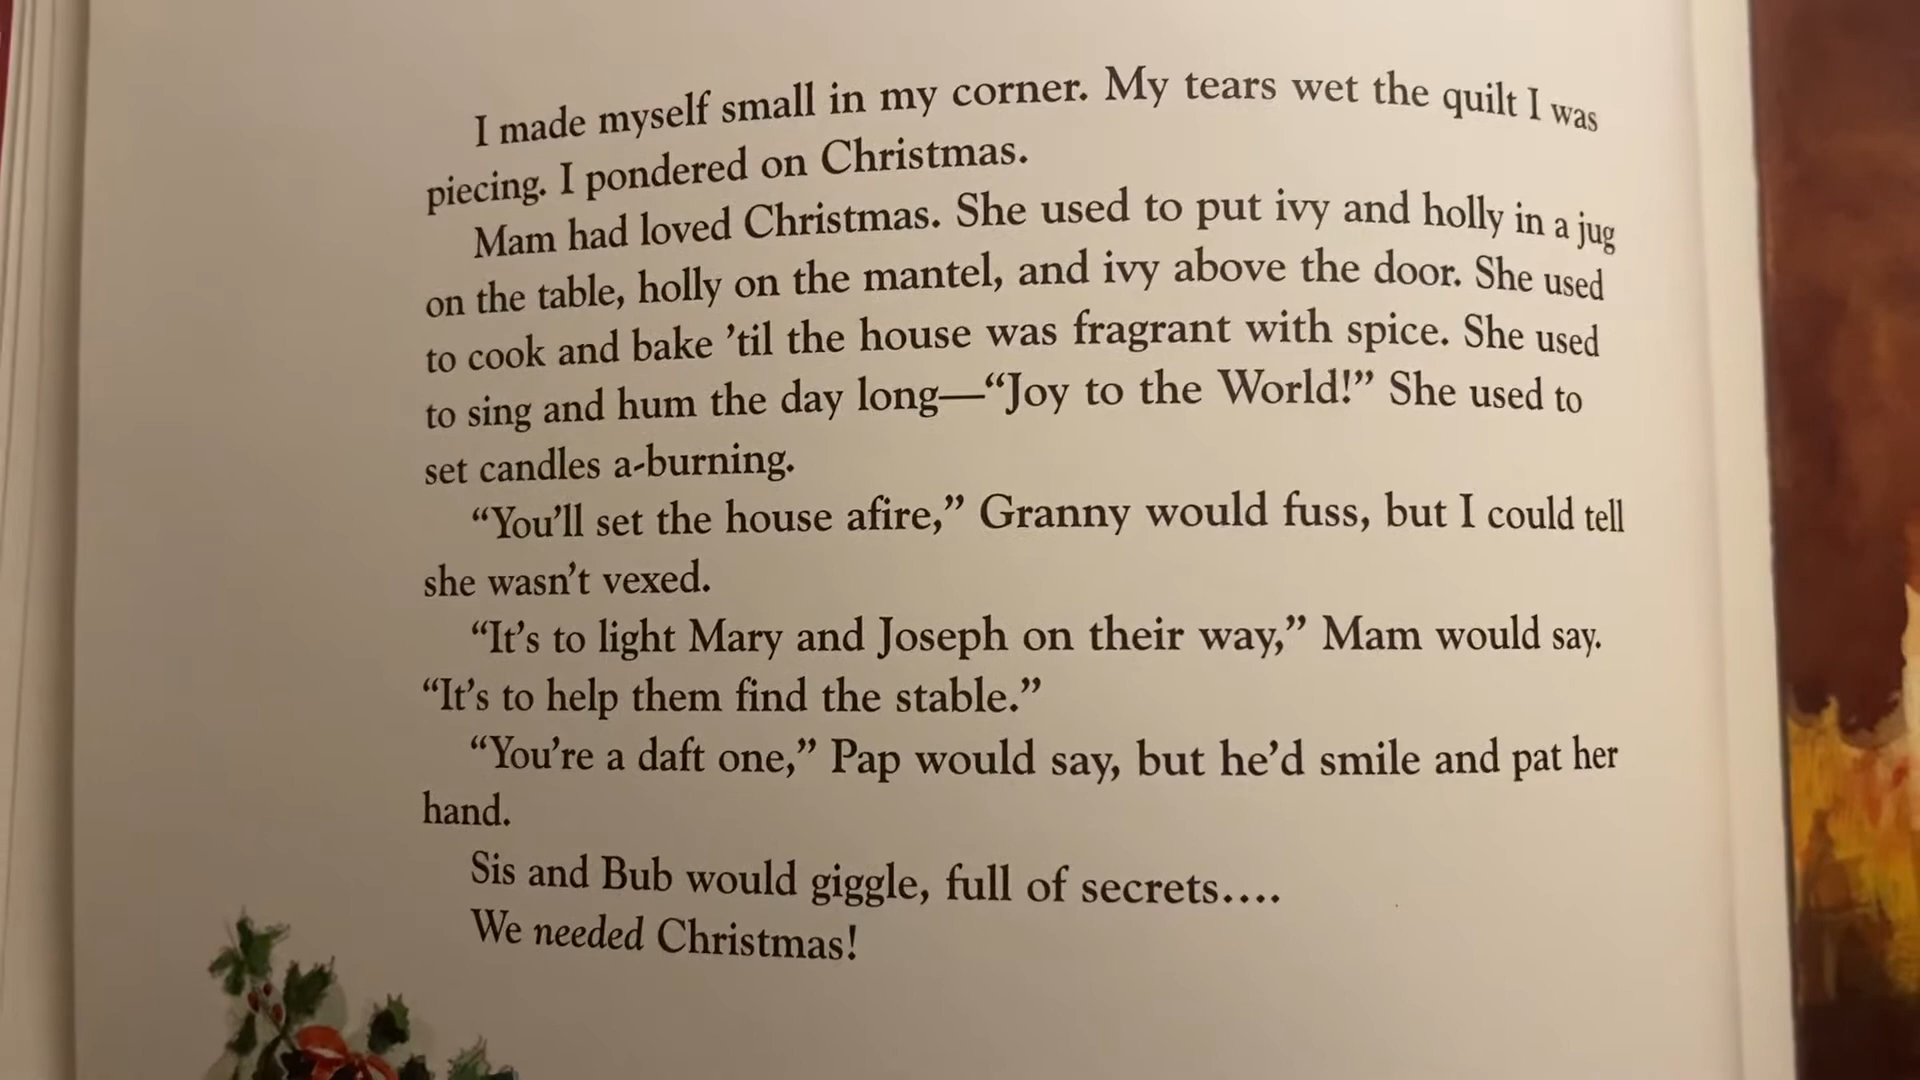 I made myself small in my corner. My tears wet the quilt I was
piecing. I pondered on Christmas.
Mam had loved Christmas. She used to put ivy and holly in a jug
on the table, holly on the mantel, and ivy above the door. She used
to cook and bake ’til the house was fragrant with spice. She used
to sing and hum the day long—“Joy to the World!” She used to
set candles a-burning.
“You’ll set the house afire,” Granny would fuss, but I could tell
she wasn’t vexed.
“It’s to light Mary and Joseph on their way,” Mam would say.
“It’s to help them find the stable.”
“You’re a daft one,” Pap would say, but he’d smile and pat her
hand.
Sis and Bub would giggle, full of secrets....
We needed Christmas!